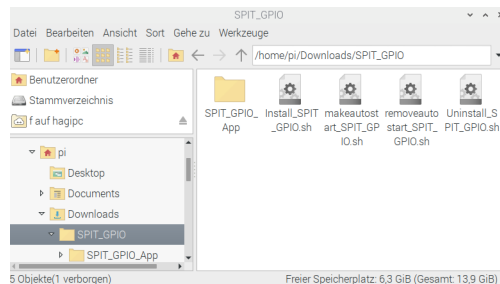 SPIT_GPIO
Datei Bearbeiten Ansicht Sort Gehe zu Werkzeuge
/home/pi/Downloads/SPIT_GPIO
Benutzerordner
Stammverzeichnis
f auf hagipc
pi
Desktop
Documents
Downloads
SPIT_GPIO
SPIT_GPIO_App
SPIT_GPIO_
App
Install_SPIT
_GPIO.sh
makeautost
art_SPIT_GP
IO.sh
removeauto
start_SPIT_
GPIO.sh
Uninstall_S
PIT_GPIO.sh
5 Objekte(1 verborgen)
Freier Speicherplatz: 6,3 GiB (Gesamt: 13,9 GiB)